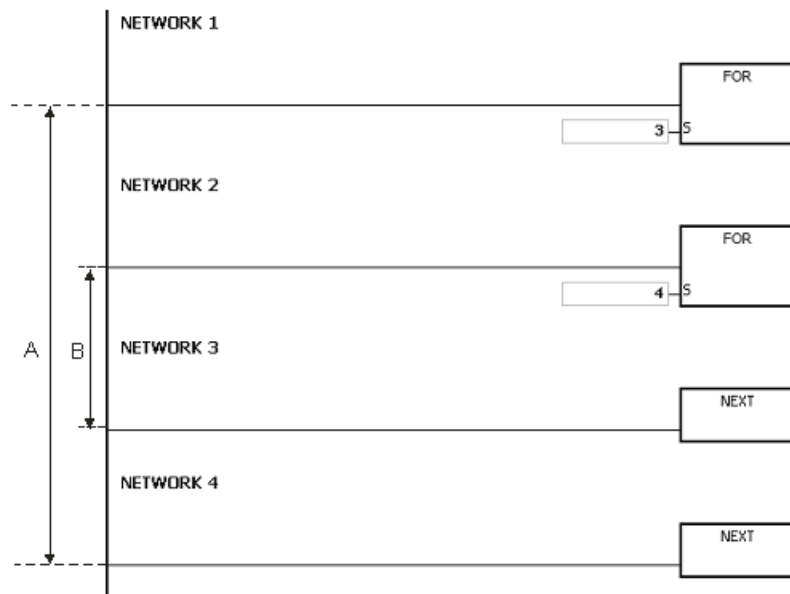 NETWORK 1
FOR
3 S
NETWORK 2
FOR
4 S
A B
NETWORK 3
NEXT
NETWORK 4
NEXT